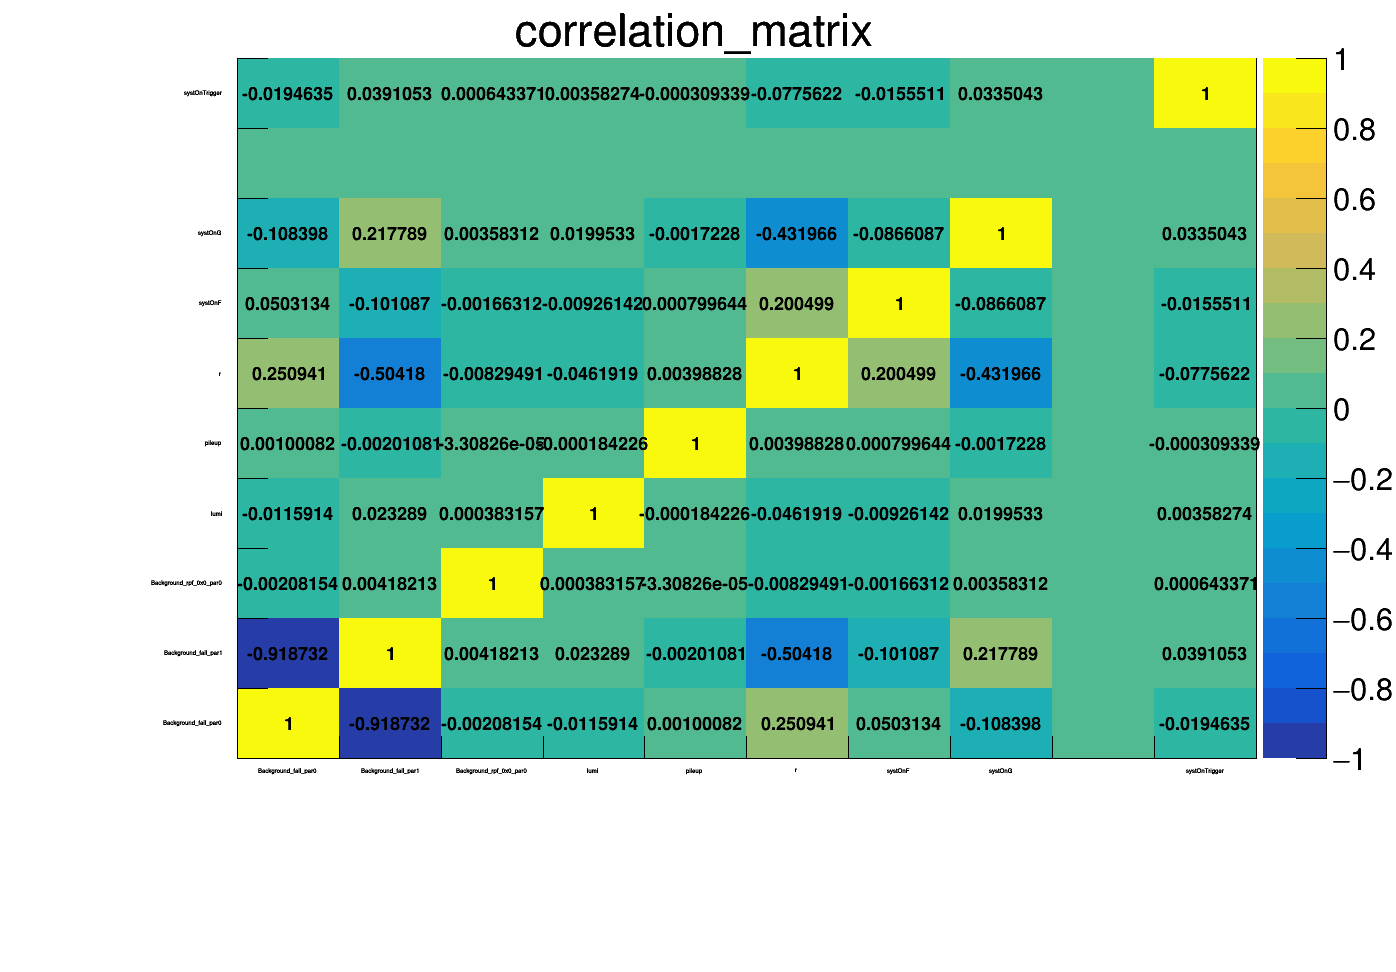 correlation_matrix
systOnTrigger -0.0194635 0.0391053 0.000643371 0.00358274 -0.000309339 -0.0775622 -0.0155511 0.0335043 1
systOnG -0.108398 0.217789 0.00358312 0.0199533 -0.0017228 -0.431966 -0.0866087 1 0.0335043
systOnF 0.0503134 -0.101087 -0.00166312 -0.00926142 0.000799644 0.200499 1 -0.0866087 -0.0155511
r 0.250941 -0.50418 -0.00829491 -0.0461919 0.00398828 1 0.200499 -0.431966 -0.0775622
pileup 0.00100082 -0.00201081 -3.30826e-05 -0.000184226 1 0.00398828 0.000799644 -0.0017228 -0.000309339
lumi -0.0115914 0.023289 0.000383157 1 -0.000184226 -0.0461919 -0.00926142 0.0199533 0.00358274
Background_rpf_0x0_par0 -0.00208154 0.00418213 1 0.000383157 -3.30826e-05 -0.00829491 -0.00166312 0.00358312 0.000643371
Background_fail_par1 -0.918732 1 0.00418213 0.023289 -0.00201081 -0.50418 -0.101087 0.217789 0.0391053
Background_fail_par0 1 -0.918732 -0.00208154 -0.0115914 0.00100082 0.250941 0.0503134 -0.108398 -0.0194635
Background_fail_par0 Background_fail_par1 Background_rpf_0x0_par0 lumi pileup r systOnF systOnG systOnTrigger
1
0.8
0.6
0.4
0.2
0
−0.2
−0.4
−0.6
−0.8
−1